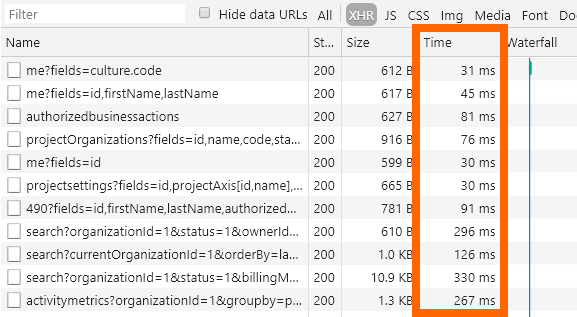 Filter Hide data URLs All XHR JS CSS Img Media Font Do
Name St... Size Time Waterfall
me?fields=culture.code 200 612 B 31 ms
me?fields=id,firstName,lastName 200 617 B 45 ms
authorizedbusinessactions 200 627 B 81 ms
projectOrganizations?fields=id,name,code,sta... 200 916 B 76 ms
me?fields=id 200 599 B 30 ms
projectsettings?fields=id,projectAxis[id,name],... 200 665 B 30 ms
490?fields=id,firstName,lastName,authorized... 200 781 B 91 ms
search?organizationId=1&status=1&ownerId... 200 610 B 296 ms
search?currentOrganizationId=1&orderBy=la... 200 1.0 KB 126 ms
search?organizationId=1&status=1&billingM... 200 10.9 KB 330 ms
activitymetrics?organizationId=1&groupby=p... 200 1.3 KB 267 ms